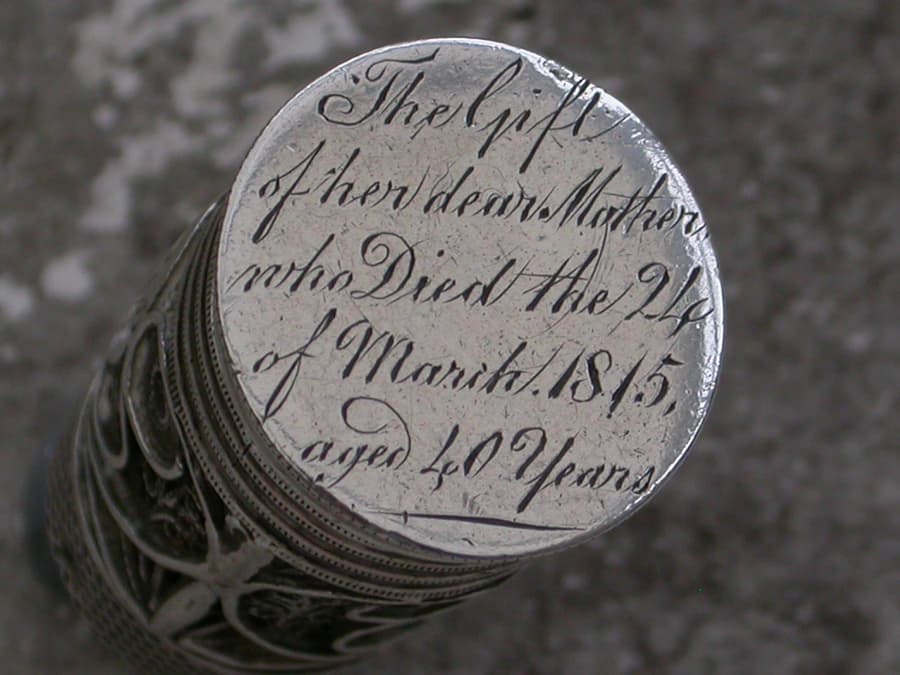 The Gift
of her dear Mother,
who Died the 24
of March. 1815,
aged 40 Years